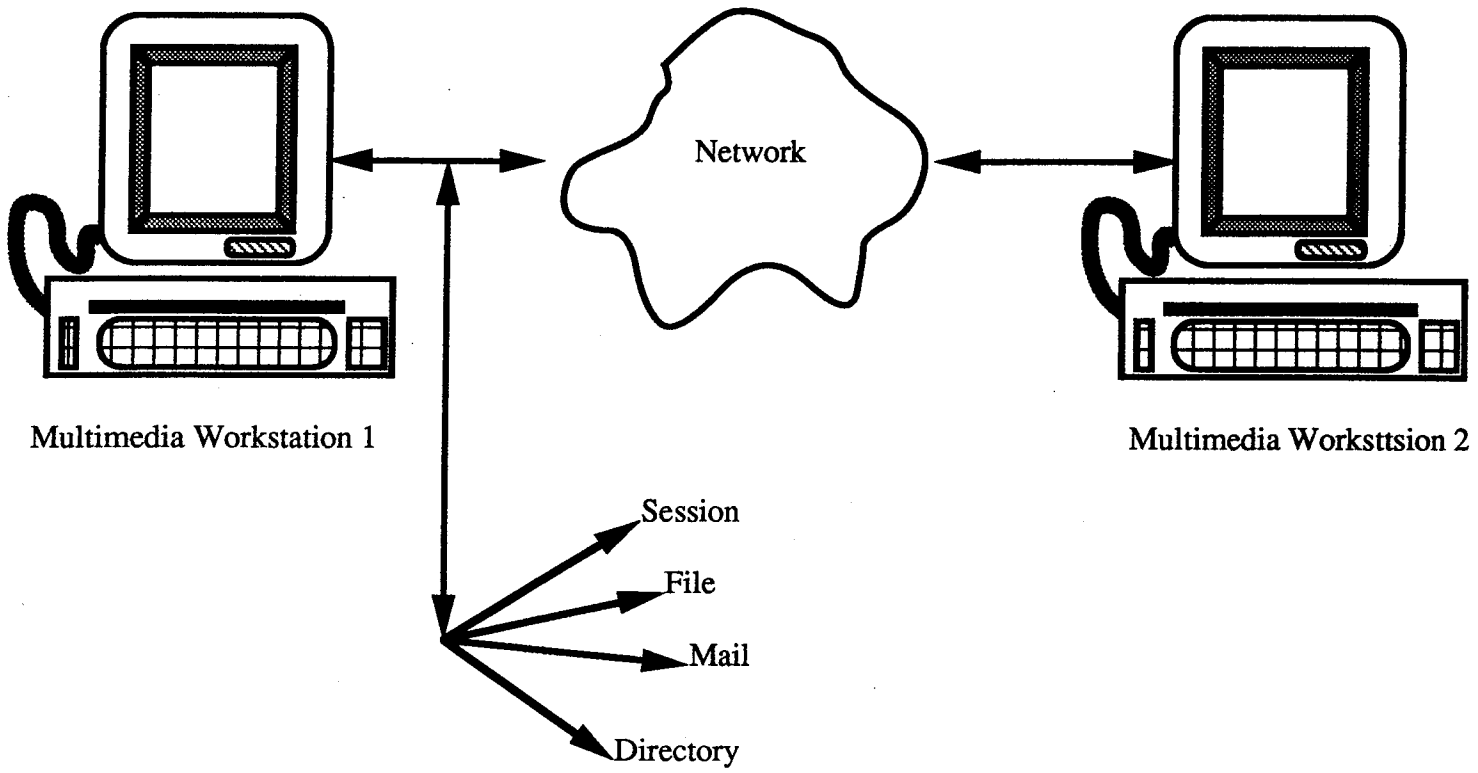 Network
Multimedia Workstation 1
Multimedia Worksttsion 2
Session
File
Mail
Directory